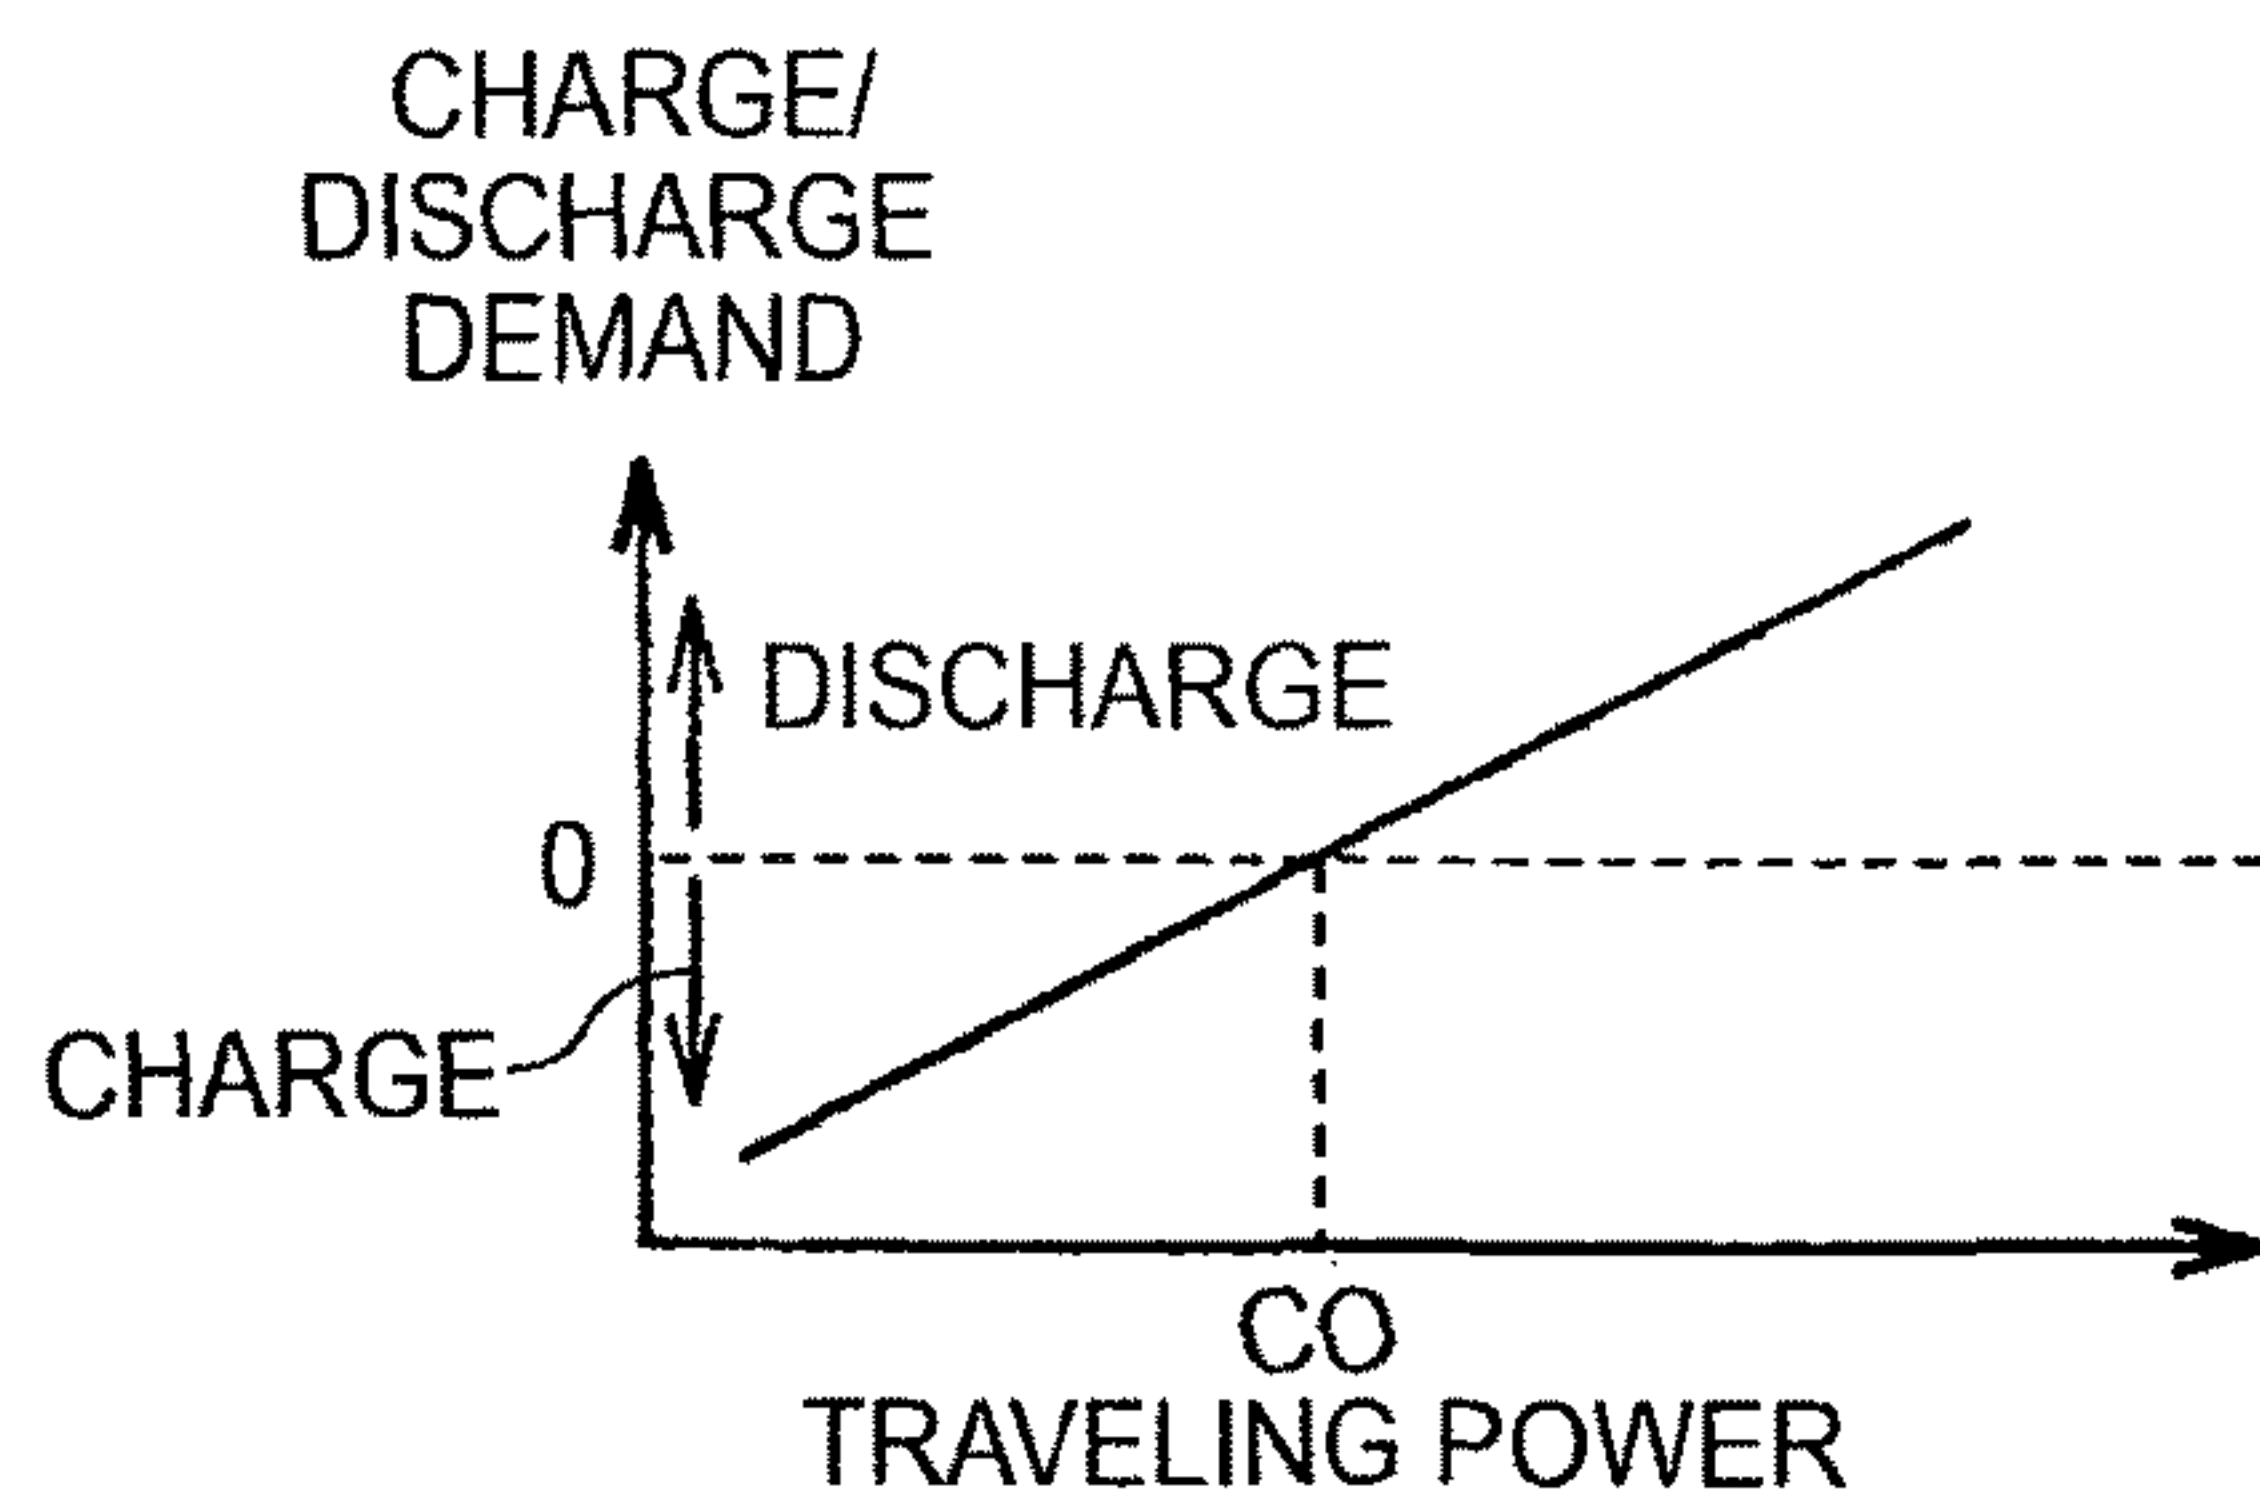 CHARGE/
DISCHARGE
DEMAND
DISCHARGE
0
CHARGE
CO
TRAVELING POWER